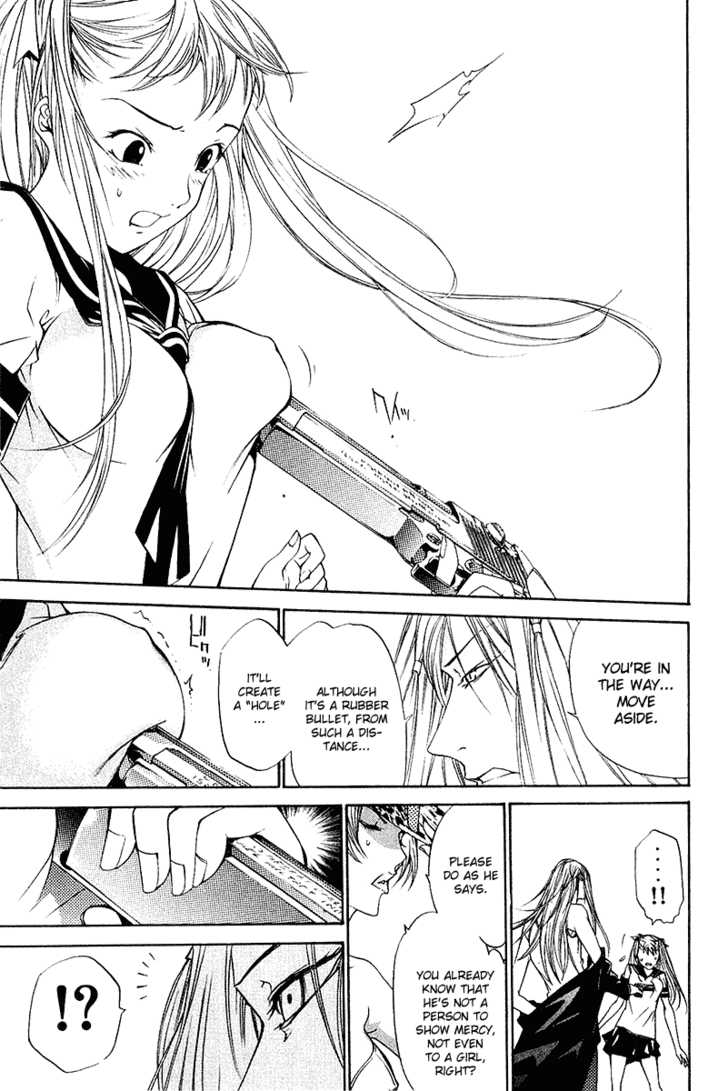 YOU'RE IN
THE WAY...
MOVE
ASIDE.
ALTHOUGH
IT'S A RUBBER
BULLET, FROM
SUCH A DIS-
TANCE...
IT'LL
CREATE
A "HOLE"
...
....
!!
PLEASE
DO AS HE
SAYS.
YOU ALREADY
KNOW THAT
HE'S NOT A
PERSON TO
SHOW MERCY,
NOT EVEN
TO A GIRL,
RIGHT?
!?